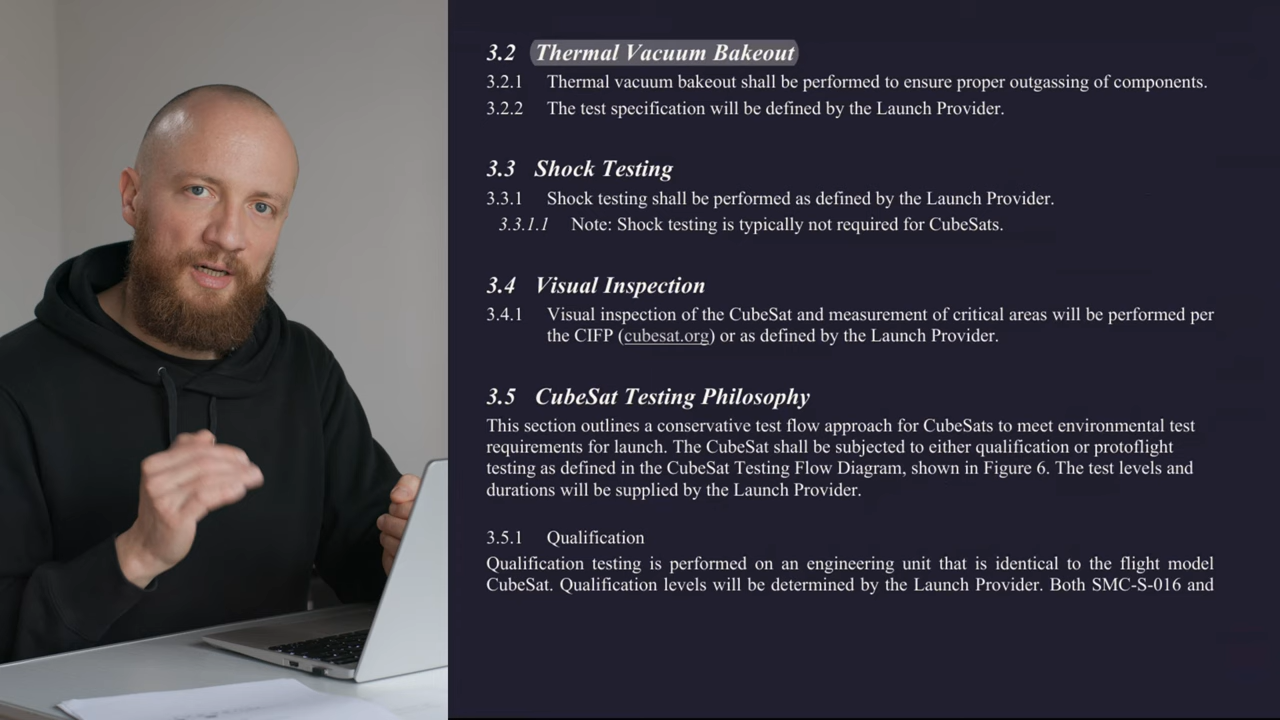 3.2 Thermal Vacuum Bakeout
3.2.1 Thermal vacuum bakeout shall be performed to ensure proper outgassing of components.
3.2.2 The test specification will be defined by the Launch Provider.
3.3 Shock Testing
3.3.1 Shock testing shall be performed as defined by the Launch Provider.
3.3.1.1 Note: Shock testing is typically not required for CubeSats.
3.4 Visual Inspection
3.4.1 Visual inspection of the CubeSat and measurement of critical areas will be performed per
the CIFP (cubesat.org) or as defined by the Launch Provider.
3.5 CubeSat Testing Philosophy
This section outlines a conservative test flow approach for CubeSats to meet environmental test
requirements for launch. The CubeSat shall be subjected to either qualification or protoflight
testing as defined in the CubeSat Testing Flow Diagram, shown in Figure 6. The test levels and
durations will be supplied by the Launch Provider.
3.5.1 Qualification
Qualification testing is performed on an engineering unit that is identical to the flight model
CubeSat. Qualification levels will be determined by the Launch Provider. Both SMC-S-016 and